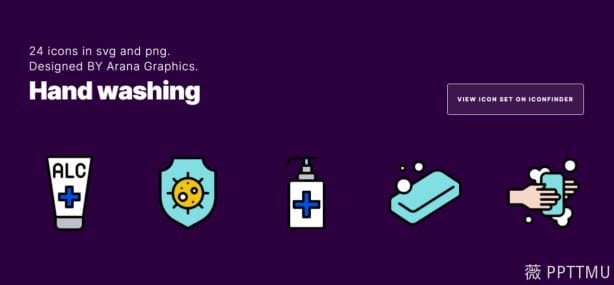 24 icons in svg and png.
Designed BY Arana Graphics.
Hand washing
VIEW ICON SET ON ICONFINDER
ALC
薇 PPTTMU